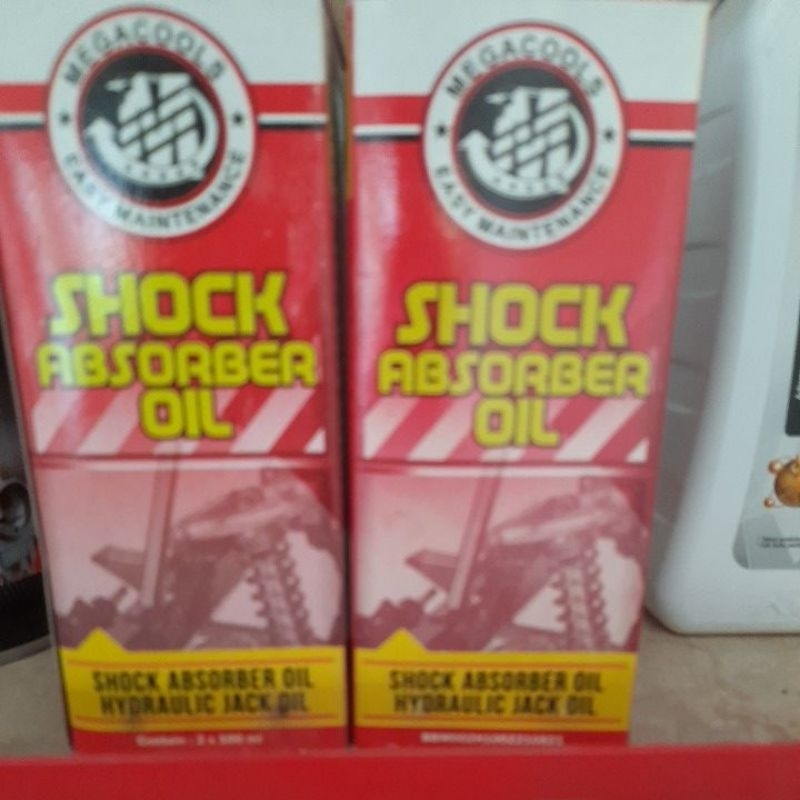 MEGACOOLS
EASY MAINTENANCE
SHOCK
ABSORBER
OIL
SHOCK ABSORBER OIL
HYDRAULIC JACK OIL
MEGACOOLS
EASY MAINTENANCE
SHOCK
ABSORBER
OIL
SHOCK ABSORBER OIL
HYDRAULIC JACK OIL